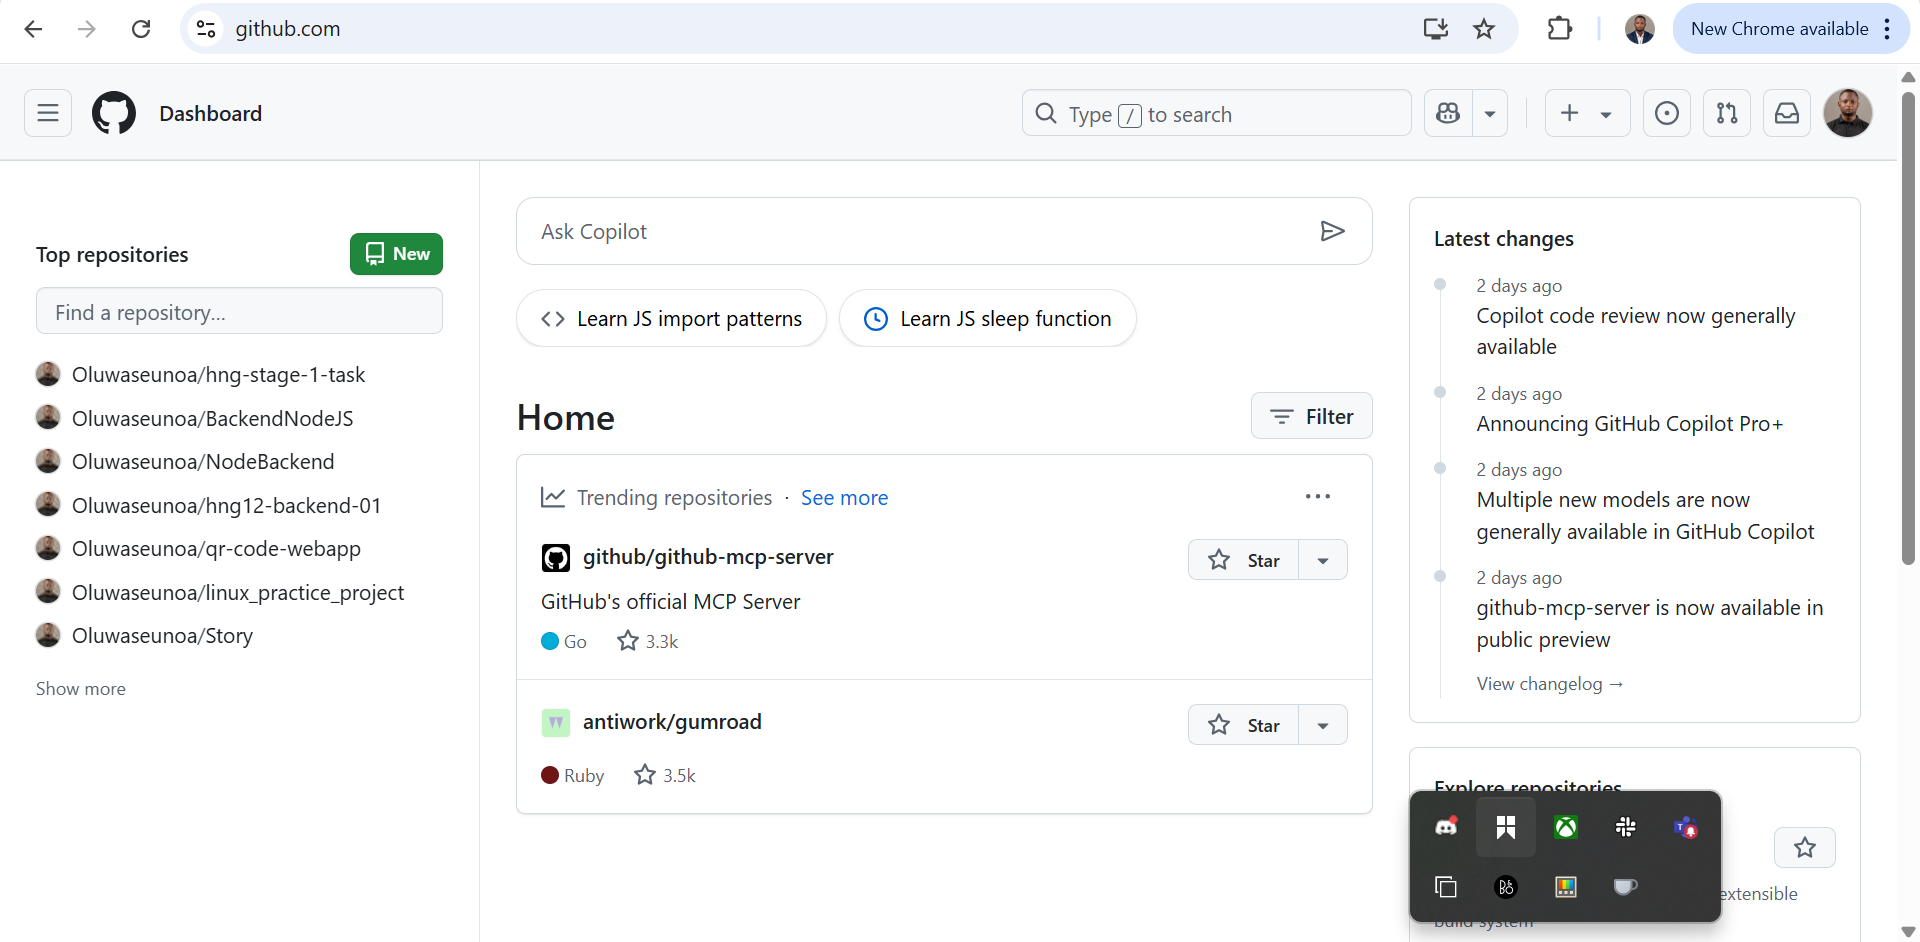 github.com
New Chrome available
Dashboard
Type / to search
Top repositories
New
Find a repository...
Oluwaseunoa/hng-stage-1-task
Oluwaseunoa/BackendNodeJS
Oluwaseunoa/NodeBackend
Oluwaseunoa/hng12-backend-01
Oluwaseunoa/qr-code-webapp
Oluwaseunoa/linux_practice_project
Oluwaseunoa/Story
Show more
Ask Copilot
Learn JS import patterns
Learn JS sleep function
Home
Filter
Trending repositories · See more
github/github-mcp-server
Star
GitHub's official MCP Server
Go
3.3k
antiwork/gumroad
Star
Ruby
3.5k
Latest changes
2 days ago
Copilot code review now generally
available
2 days ago
Announcing GitHub Copilot Pro+
2 days ago
Multiple new models are now
generally available in GitHub Copilot
2 days ago
github-mcp-server is now available in
public preview
View changelog →
Explore repositories
extensible
build system